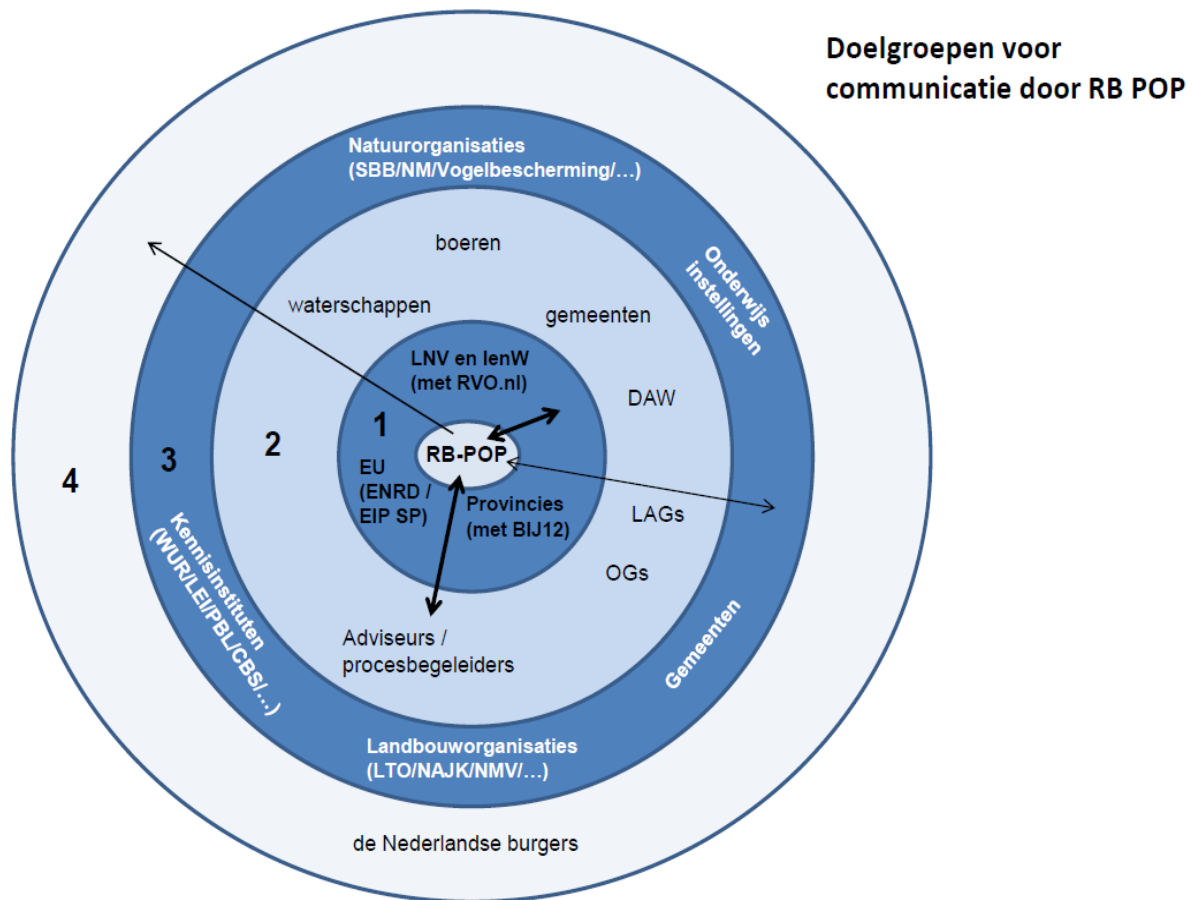 Doelgroepen voor
communicatie door RB POP
Natuurorganisaties
(SBB/NM/Vogelbescherming/…)
boeren
Onderwijs
instellingen
waterschappen
gemeenten
LNV en IenW
(met RVO.nl)
DAW
1
2
3
4
RB-POP
EU
(ENRD /
EIP SP)
Provincies
(met BIJ12)
LAGs
OGs
Kennisinstituten
(WUR/LEI/PBL/CBS/…)
Adviseurs /
procesbegeleiders
Gemeenten
Landbouworganisaties
(LTO/NAJK/NMV/…)
de Nederlandse burgers